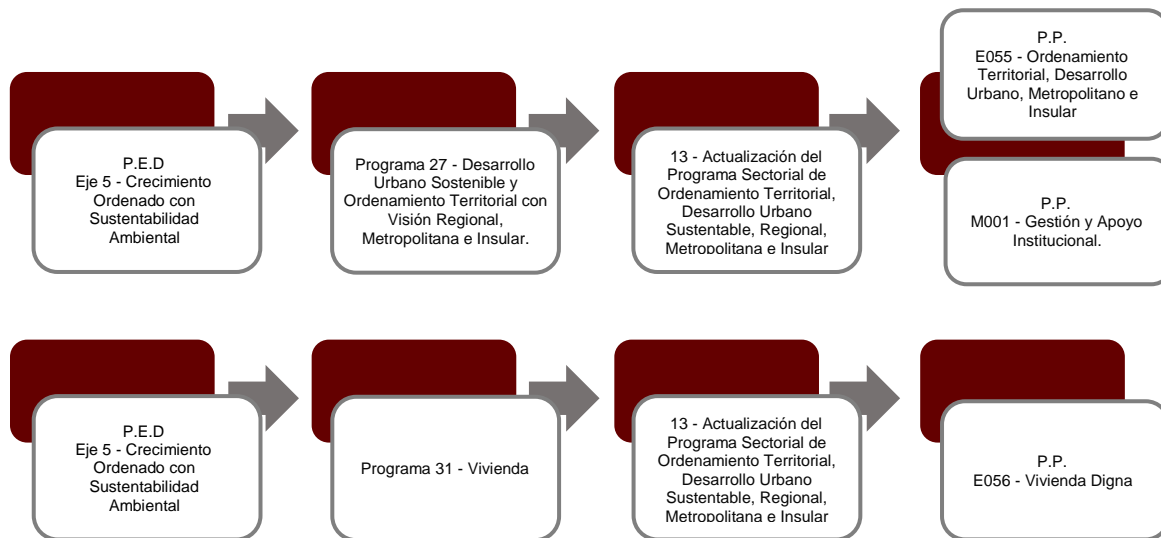 P.E.D
Eje 5 - Crecimiento
Ordenado con
Sustentabilidad
Ambiental
Programa 27 - Desarrollo
Urbano Sostenible y
Ordenamiento Territorial con
Visión Regional,
Metropolitana e Insular.
13 - Actualización del
Programa Sectorial de
Ordenamiento Territorial,
Desarrollo Urbano
Sustentable, Regional,
Metropolitana e Insular
P.P.
E055 - Ordenamiento
Territorial, Desarrollo
Urbano, Metropolitano e
Insular
P.P.
M001 - Gestión y Apoyo
Institucional.
P.E.D
Eje 5 - Crecimiento
Ordenado con
Sustentabilidad
Ambiental
Programa 31 - Vivienda
13 - Actualización del
Programa Sectorial de
Ordenamiento Territorial,
Desarrollo Urbano
Sustentable, Regional,
Metropolitana e Insular
P.P.
E056 - Vivienda Digna